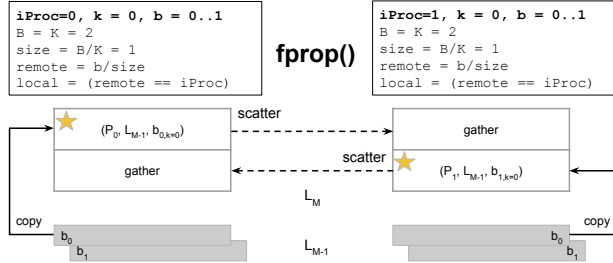 iProc=0, k = 0, b = 0..1
B = K = 2
size = B/K = 1
remote = b/size
local = (remote == iProc)
fprop()
iProc=1, k = 0, b = 0..1
B = K = 2
size = B/K = 1
remote = b/size
local = (remote == iProc)
(P0, LM-1, b0,k=0)
scatter
gather
gather
scatter
(P1, LM-1, b1,k=0)
LM
copy
copy
b0
b1
LM-1
b0
b1